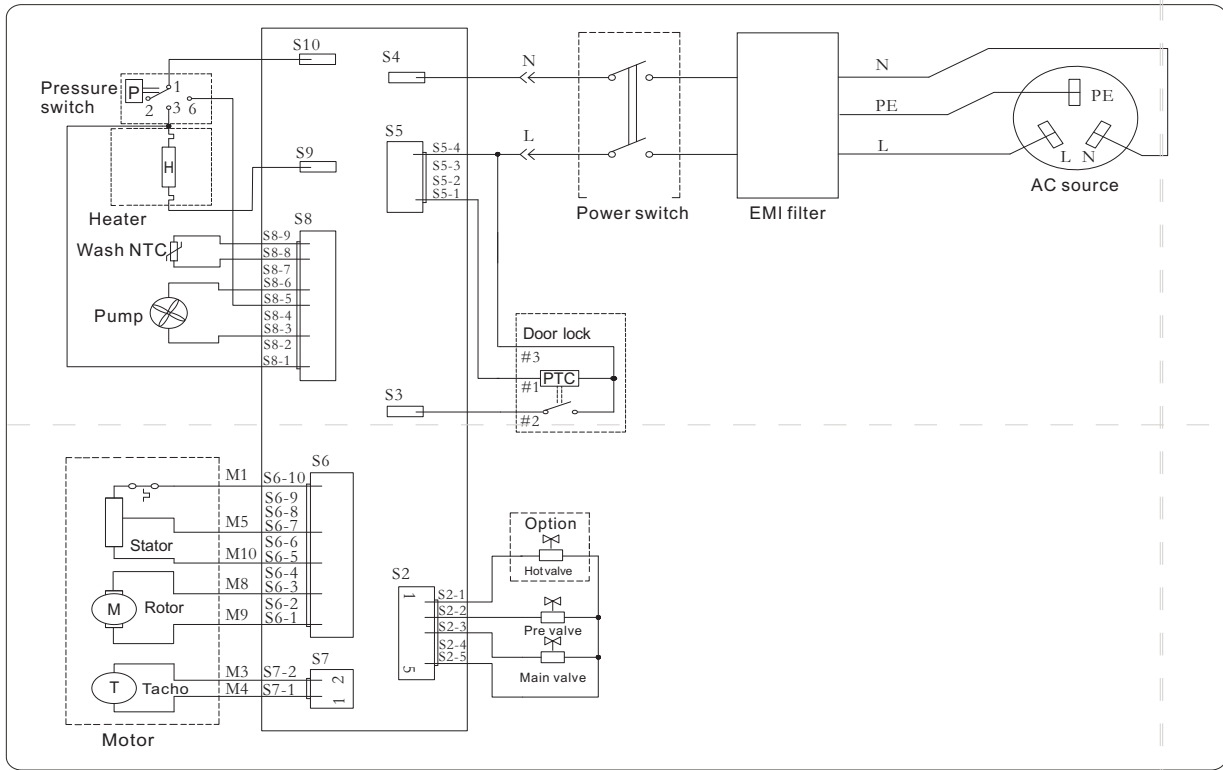 S10
S4
N
N
Pressure
switch
P
1
2
3
6
PE
PE
S5
L
S5-4
S5-3
S5-2
S5-1
L
L
N
AC source
H
S9
Heater
Power switch
EMI filter
S8
Wash NTC
S8-9
S8-8
S8-7
S8-6
S8-5
S8-4
S8-3
S8-2
S8-1
Pump
Door lock
#3
PTC
#1
#2
S3
S6
M1
S6-10
S6-9
S6-8
M5
S6-7
S6-6
Stator
M10
S6-5
S6-4
M8
S6-3
M
Rotor
S6-2
M9
S6-1
Option
Hot valve
S2
1
S2-1
S2-2
S2-3
S2-4
S2-5
5
Pre valve
Main valve
S7
M3
S7-2
2
T
Tacho
M4
S7-1
1
Motor